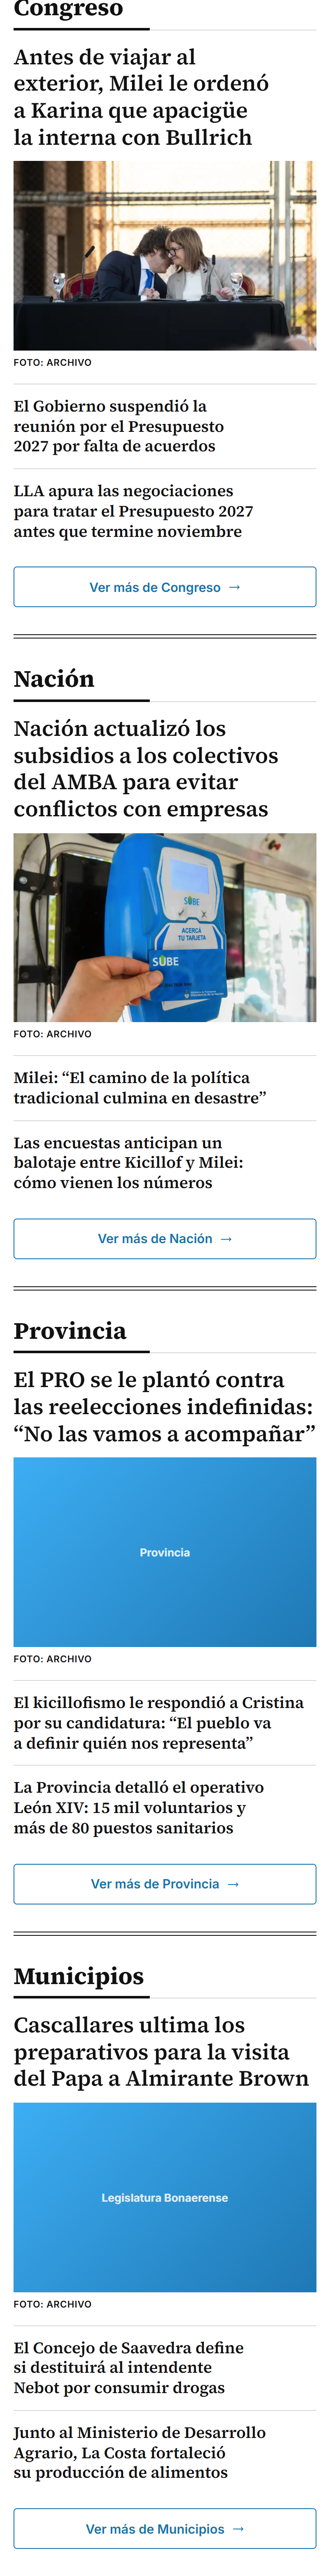 Congreso
Antes de viajar al
exterior, Milei le ordenó
a Karina que apacigüe
la interna con Bullrich
FOTO: ARCHIVO
El Gobierno suspendió la
reunión por el Presupuesto
2027 por falta de acuerdos
LLA apura las negociaciones
para tratar el Presupuesto 2027
antes que termine noviembre
Ver más de Congreso →
Nación
Nación actualizó los
subsidios a los colectivos
del AMBA para evitar
conflictos con empresas
SUBE
ACERCÁ
TU TARJETA
SUBE
FOTO: ARCHIVO
Milei: “El camino de la política
tradicional culmina en desastre”
Las encuestas anticipan un
balotaje entre Kicillof y Milei:
cómo vienen los números
Ver más de Nación →
Provincia
El PRO se le plantó contra
las reelecciones indefinidas:
“No las vamos a acompañar”
Provincia
FOTO: ARCHIVO
El kicillofismo le respondió a Cristina
por su candidatura: “El pueblo va
a definir quién nos representa”
La Provincia detalló el operativo
León XIV: 15 mil voluntarios y
más de 80 puestos sanitarios
Ver más de Provincia →
Municipios
Cascallares ultima los
preparativos para la visita
del Papa a Almirante Brown
Legislatura Bonaerense
FOTO: ARCHIVO
El Concejo de Saavedra define
si destituirá al intendente
Nebot por consumir drogas
Junto al Ministerio de Desarrollo
Agrario, La Costa fortaleció
su producción de alimentos
Ver más de Municipios →